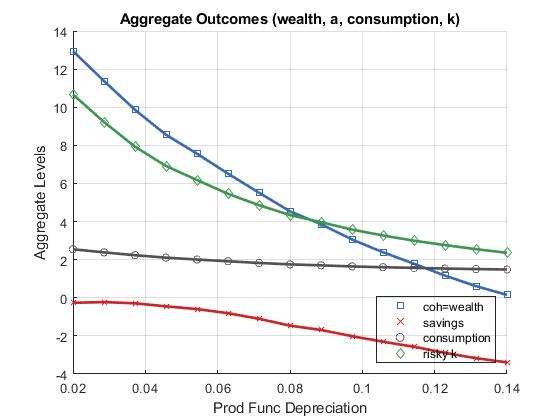 Aggregate Outcomes (wealth, a, consumption, k)
14
12
10
8
6
4
2
0
-2
-4
Aggregate Levels
coh=wealth
savings
consumption
risky k
0.02 0.04 0.06 0.08 0.1 0.12 0.14
Prod Func Depreciation